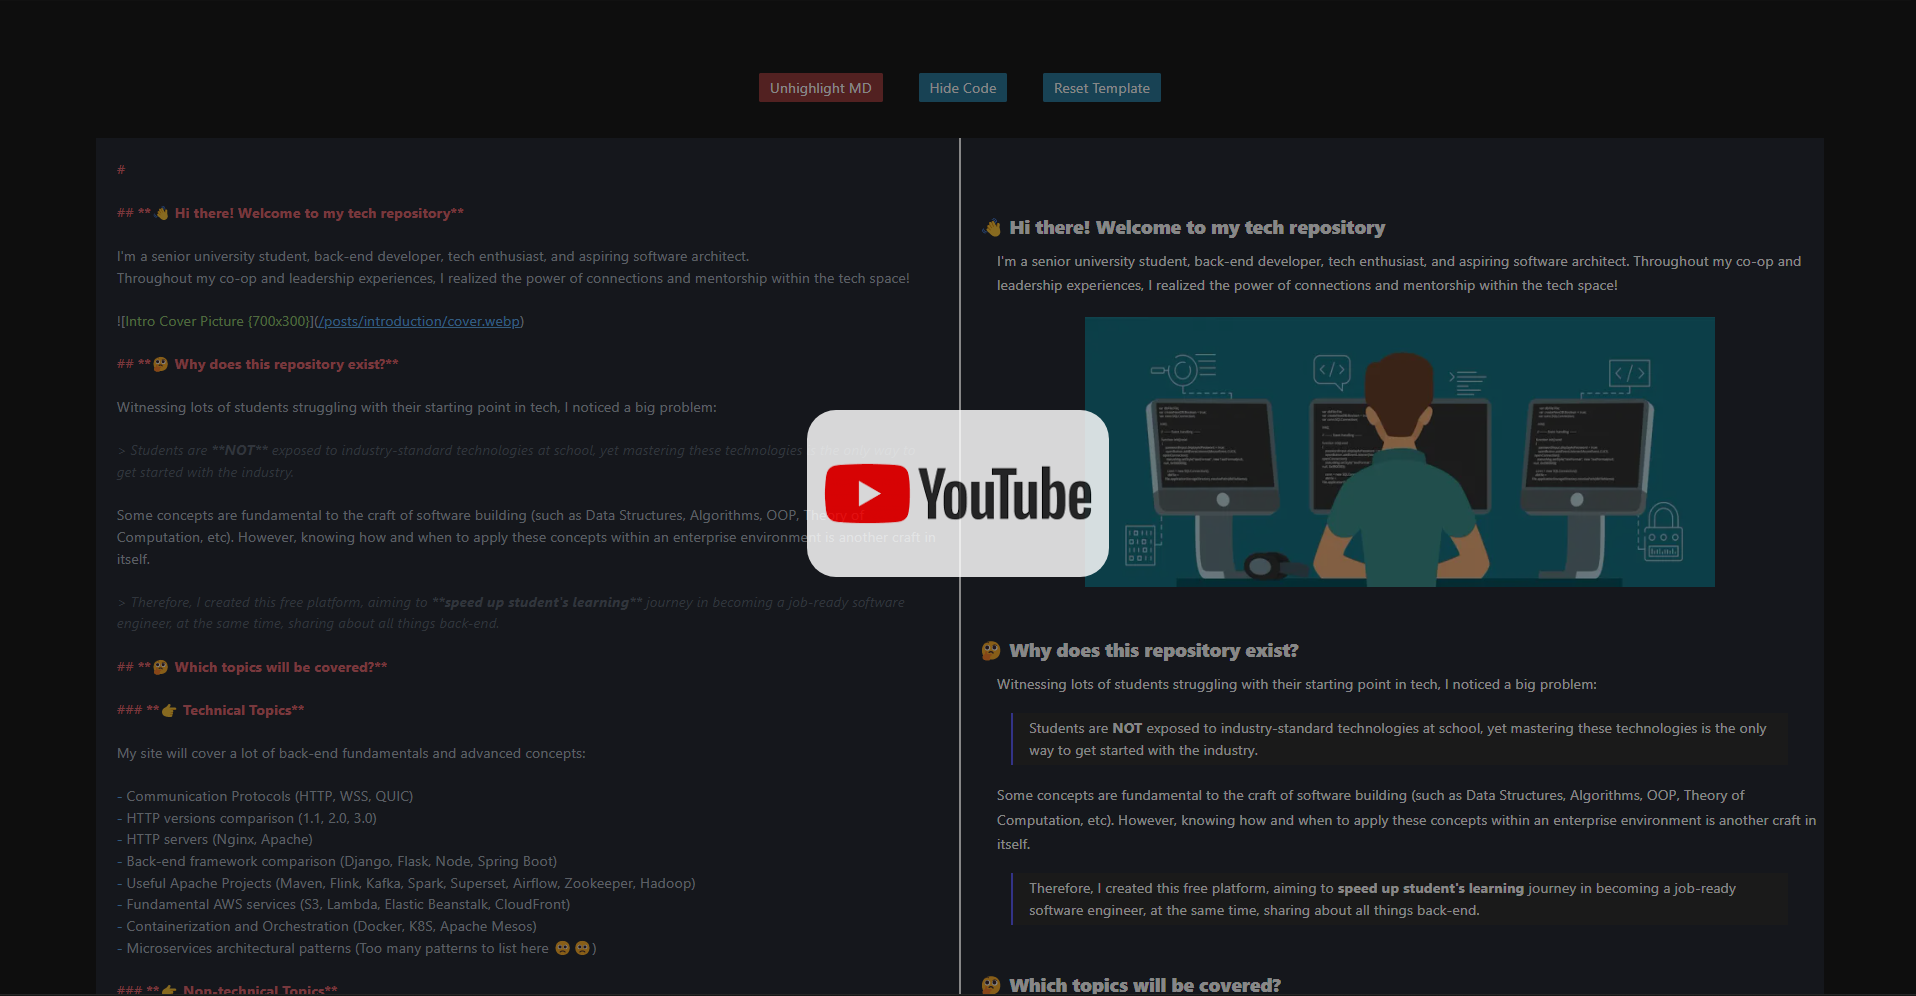 Unhighlight MD
Hide Code
Reset Template
#
## **👋 Hi there! Welcome to my tech repository**
I'm a senior university student, back-end developer, tech enthusiast, and aspiring software architect.
Throughout my co-op and leadership experiences, I realized the power of connections and mentorship within the tech space!
![Intro Cover Picture {700x300}](/posts/introduction/cover.webp)
## **🤔 Why does this repository exist?**
Witnessing lots of students struggling with their starting point in tech, I noticed a big problem:
> Students are **NOT** exposed to industry-standard technologies at school, yet mastering these technologies is the only way to
get started with the industry.
Some concepts are fundamental to the craft of software building (such as Data Structures, Algorithms, OOP, Theory of
Computation, etc). However, knowing how and when to apply these concepts within an enterprise environment is another craft in
itself.
> Therefore, I created this free platform, aiming to **speed up student's learning** journey in becoming a job-ready software
engineer, at the same time, sharing about all things back-end.
## **🤔 Which topics will be covered?**
### **👉 Technical Topics**
My site will cover a lot of back-end fundamentals and advanced concepts:
- Communication Protocols (HTTP, WSS, QUIC)
- HTTP versions comparison (1.1, 2.0, 3.0)
- HTTP servers (Nginx, Apache)
- Back-end framework comparison (Django, Flask, Node, Spring Boot)
- Useful Apache Projects (Maven, Flink, Kafka, Spark, Superset, Airflow, Zookeeper, Hadoop)
- Fundamental AWS services (S3, Lambda, Elastic Beanstalk, CloudFront)
- Containerization and Orchestration (Docker, K8S, Apache Mesos)
- Microservices architectural patterns (Too many patterns to list here 🙁🙁)
### **👉 Non-technical Topics**
YouTube
👋 Hi there! Welcome to my tech repository
I'm a senior university student, back-end developer, tech enthusiast, and aspiring software architect. Throughout my co-op and
leadership experiences, I realized the power of connections and mentorship within the tech space!
🤔 Why does this repository exist?
Witnessing lots of students struggling with their starting point in tech, I noticed a big problem:
Students are NOT exposed to industry-standard technologies at school, yet mastering these technologies is the only
way to get started with the industry.
Some concepts are fundamental to the craft of software building (such as Data Structures, Algorithms, OOP, Theory of
Computation, etc). However, knowing how and when to apply these concepts within an enterprise environment is another craft in
itself.
Therefore, I created this free platform, aiming to speed up student's learning journey in becoming a job-ready
software engineer, at the same time, sharing about all things back-end.
🤔 Which topics will be covered?